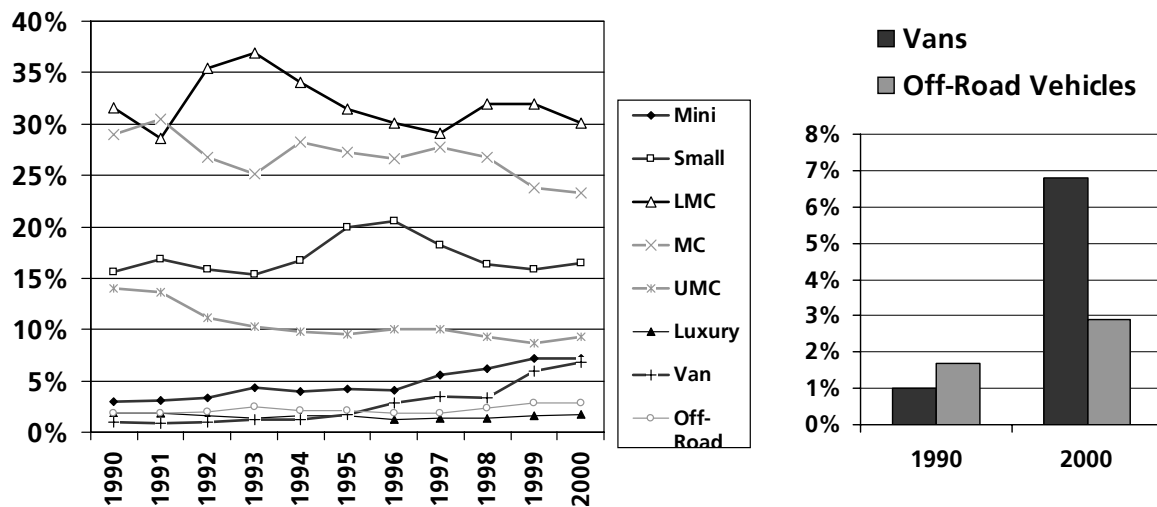 40%
35%
30%
25%
20%
15%
10%
5%
0%
1990
1991
1992
1993
1994
1995
1996
1997
1998
1999
2000
Mini
Small
LMC
MC
UMC
Luxury
Van
Off-
Road
Vans
Off-Road Vehicles
8%
7%
6%
5%
4%
3%
2%
1%
0%
1990
2000